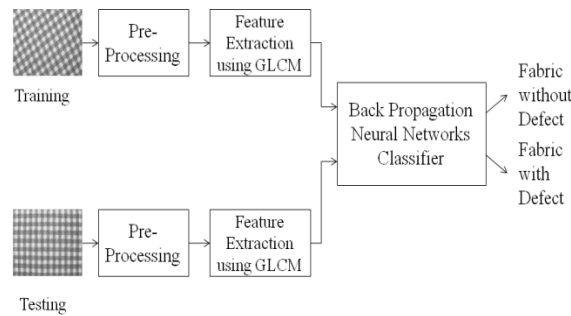 Pre-
Processing
Feature
Extraction
using GLCM
Training
Back Propagation
Neural Networks
Classifier
Fabric
without
Defect
Fabric
with
Defect
Pre-
Processing
Feature
Extraction
using GLCM
Testing